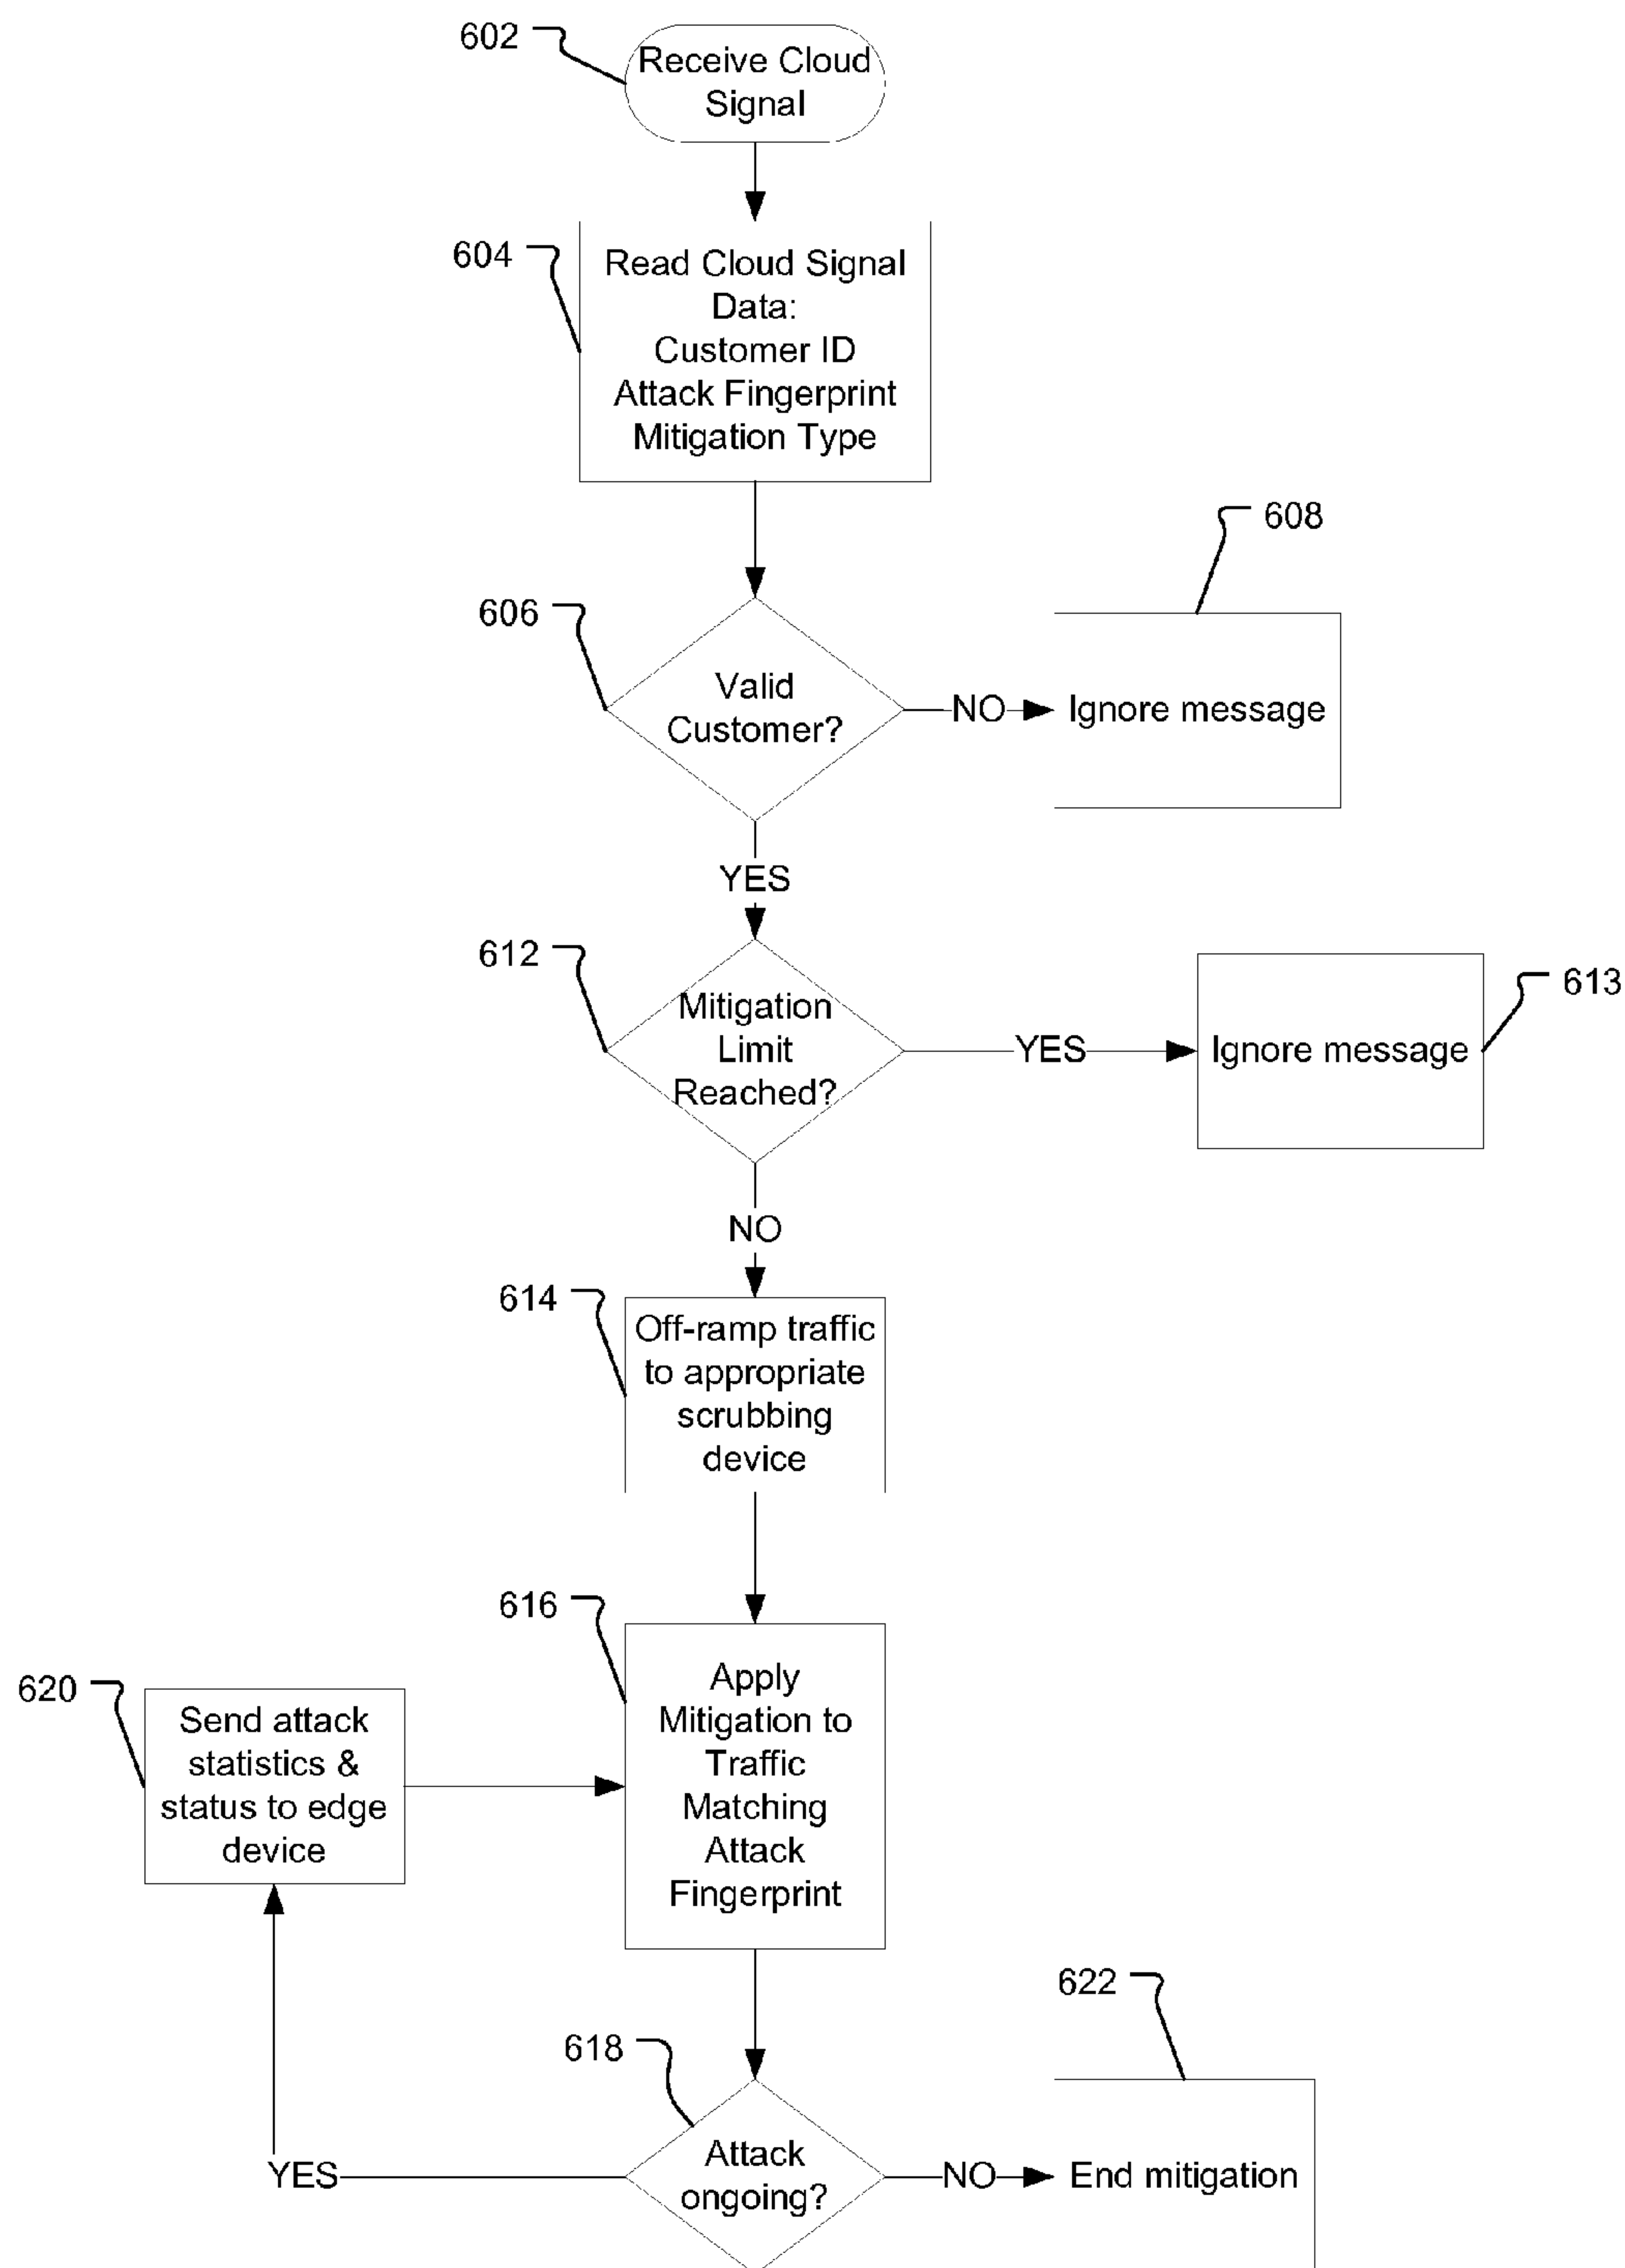 602
Receive Cloud
Signal
604
Read Cloud Signal
Data:
Customer ID
Attack Fingerprint
Mitigation Type
606
Valid
Customer?
NO
608
Ignore message
YES
612
Mitigation
Limit
Reached?
YES
Ignore message
613
NO
614
Off-ramp traffic
to appropriate
scrubbing
device
616
Apply
Mitigation to
Traffic
Matching
Attack
Fingerprint
620
Send attack
statistics &
status to edge
device
618
Attack
ongoing?
YES
NO
622
End mitigation